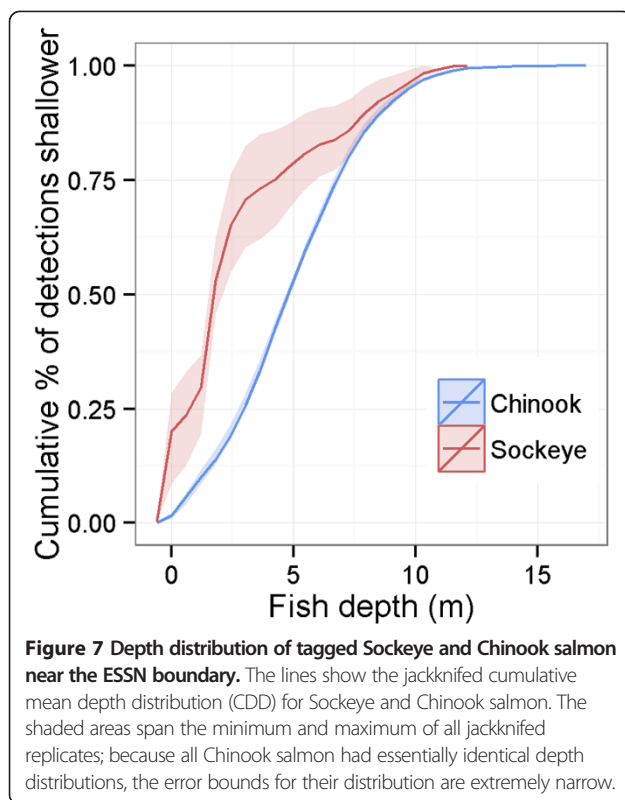 1.00
0.75
0.50
0.25
0.00
Cumulative % of detections shallower
Chinook
Sockeye
0 5 10 15
Fish depth (m)
Figure 7 Depth distribution of tagged Sockeye and Chinook salmon
near the ESSN boundary. The lines show the jackknifed cumulative
mean depth distribution (CDD) for Sockeye and Chinook salmon. The
shaded areas span the minimum and maximum of all jackknifed
replicates; because all Chinook salmon had essentially identical depth
distributions, the error bounds for their distribution are extremely narrow.